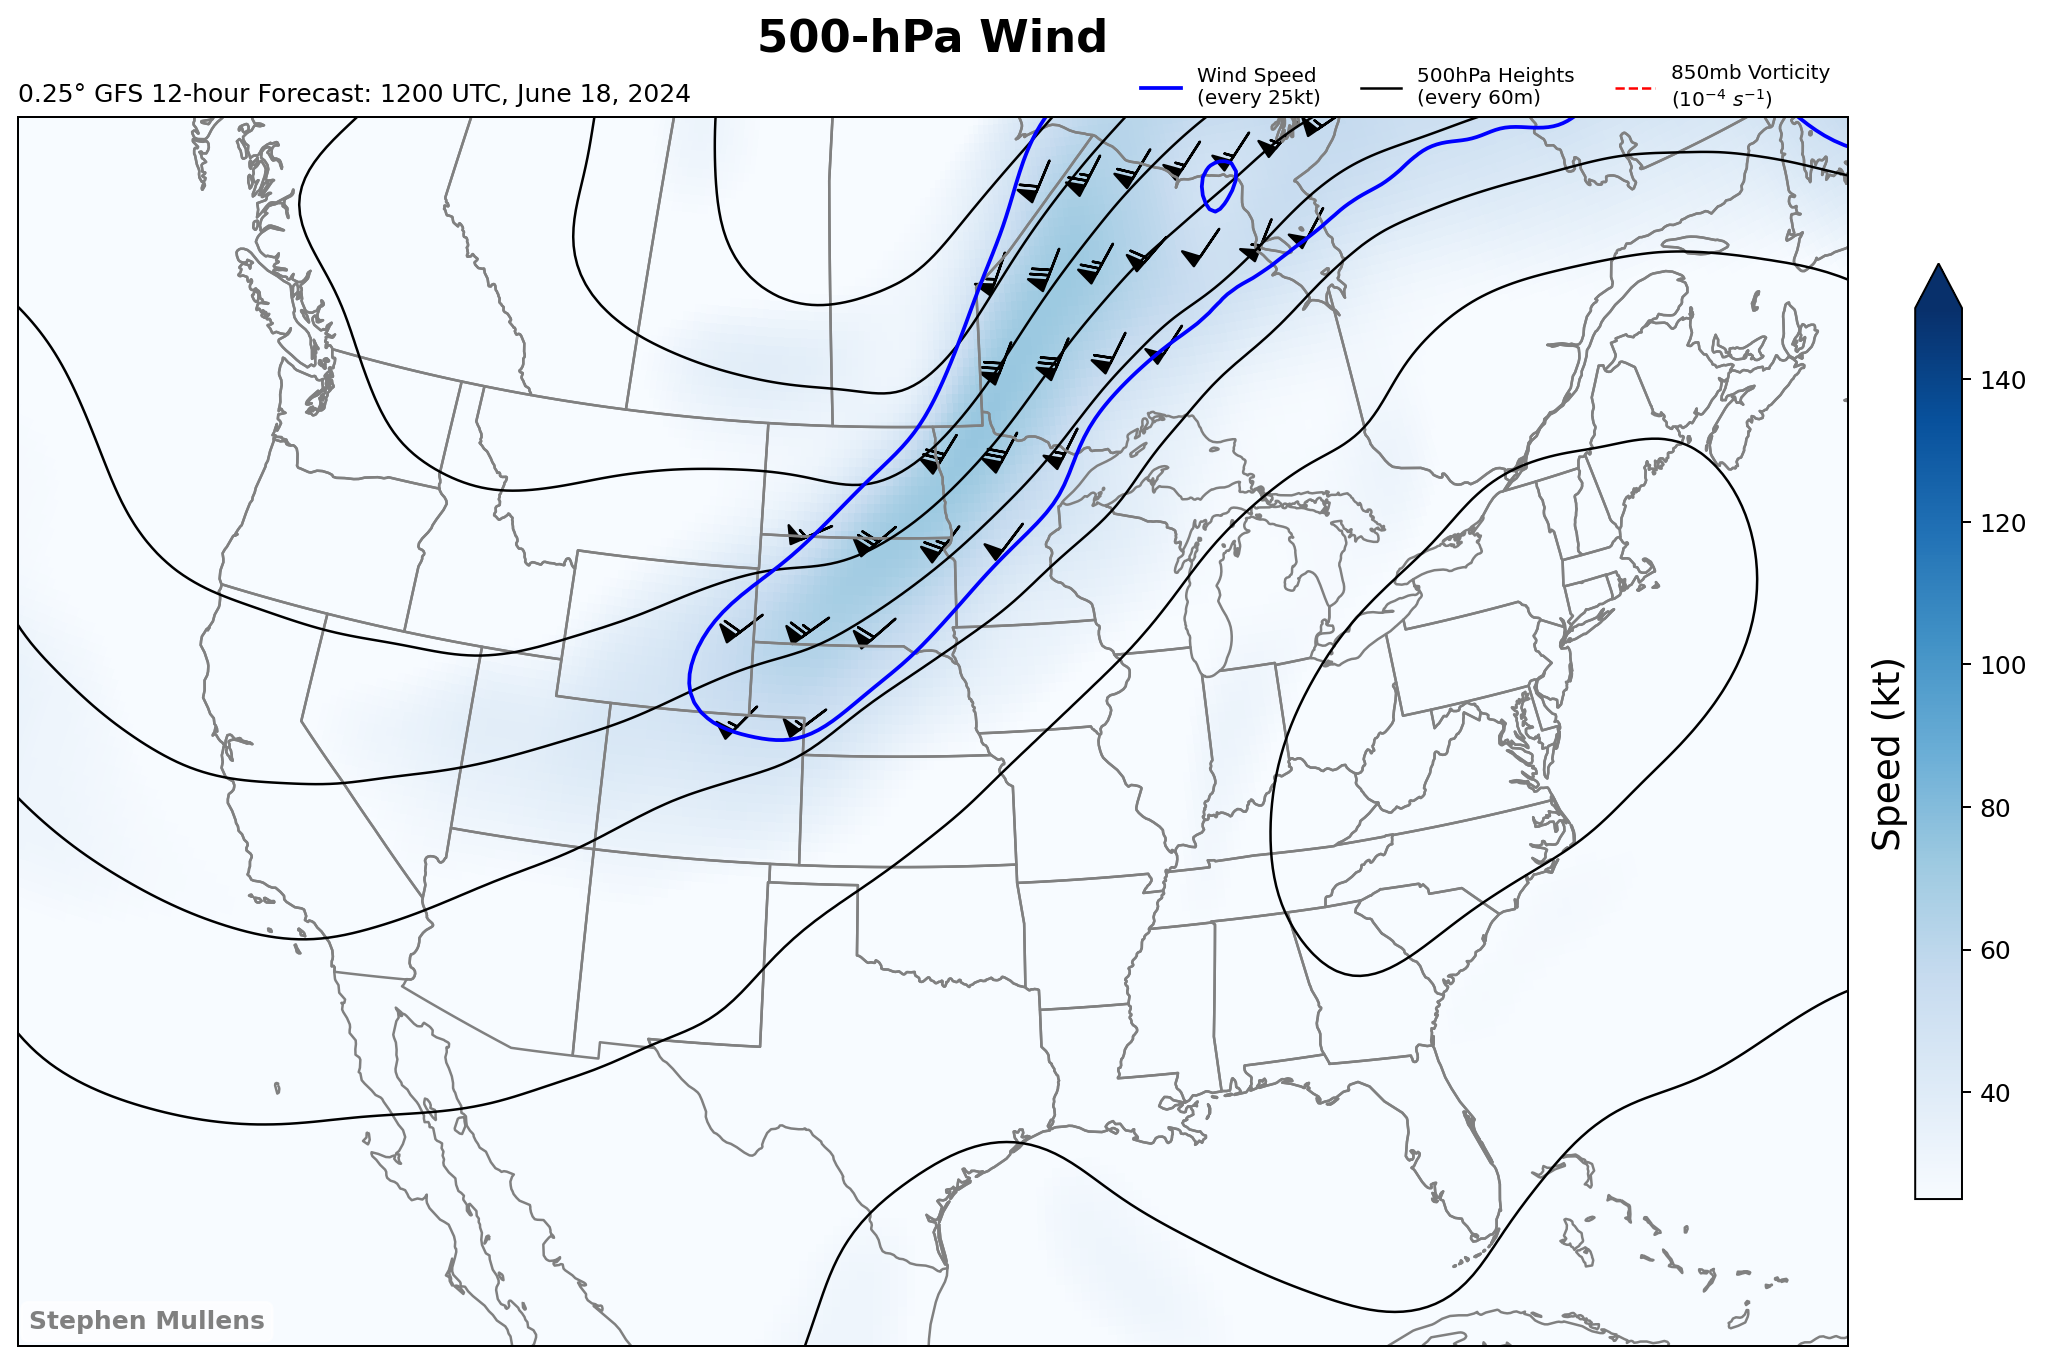 500-hPa Wind
0.25° GFS 12-hour Forecast: 1200 UTC, June 18, 2024
Wind Speed
(every 25kt)
500hPa Heights
(every 60m)
850mb Vorticity
(10⁻⁴ s⁻¹)
140
120
100
80
60
40
Speed (kt)
Stephen Mullens